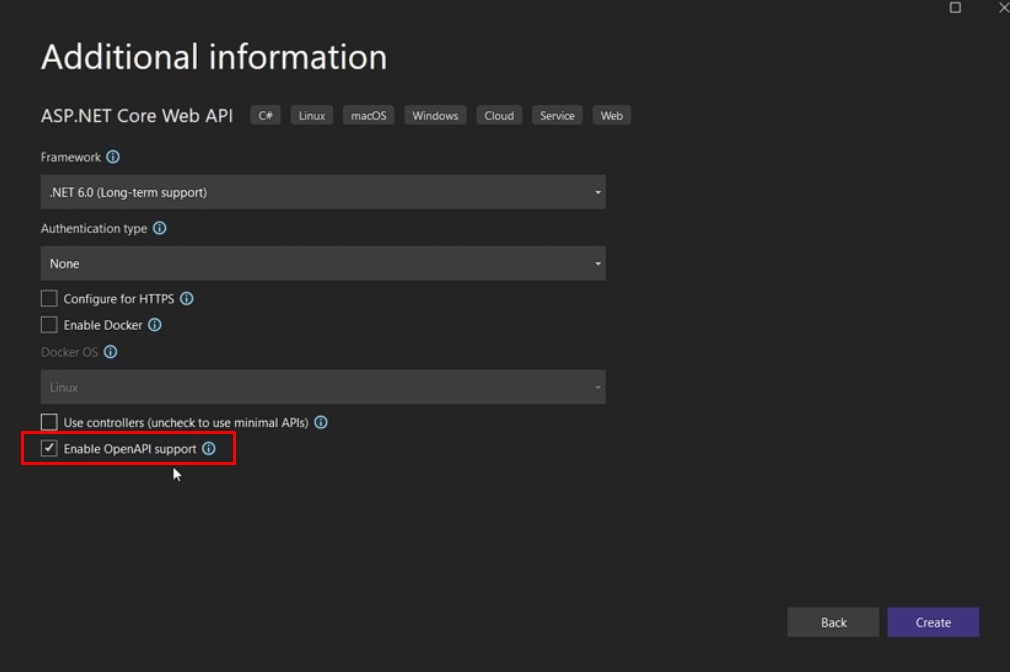 Additional information
ASP.NET Core Web API C# Linux macOS Windows Cloud Service Web
Framework
.NET 6.0 (Long-term support)
Authentication type
None
Configure for HTTPS
Enable Docker
Docker OS
Linux
Use controllers (uncheck to use minimal APIs)
Enable OpenAPI support
Back Create